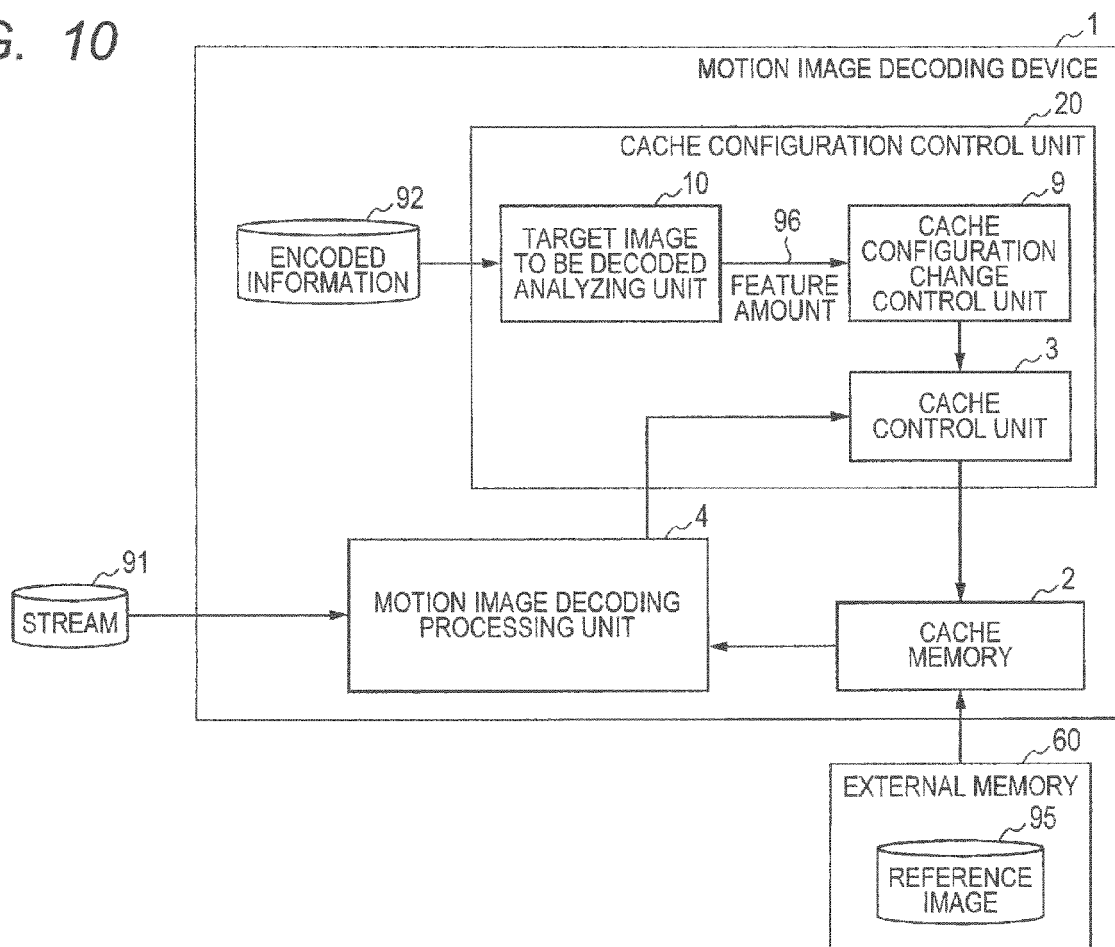 G. 10
1
MOTION IMAGE DECODING DEVICE
20
CACHE CONFIGURATION CONTROL UNIT
92
ENCODED
INFORMATION
10
TARGET IMAGE
TO BE DECODED
ANALYZING UNIT
96
FEATURE
AMOUNT
9
CACHE
CONFIGURATION
CHANGE
CONTROL UNIT
3
CACHE
CONTROL UNIT
91
STREAM
4
MOTION IMAGE DECODING
PROCESSING UNIT
2
CACHE
MEMORY
60
EXTERNAL MEMORY
95
REFERENCE
IMAGE